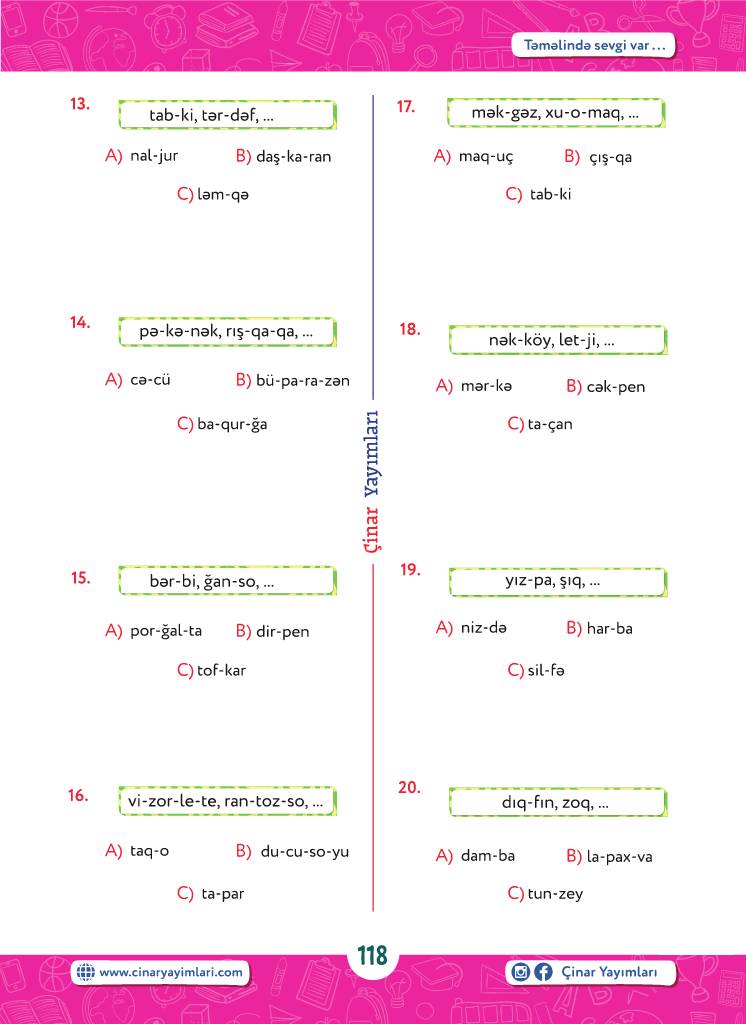 Təməlində sevgi var ...
13. tab-ki, tər-dəf, ...
A) nal-jur B) daş-ka-ran
C) ləm-qə
14. pə-kə-nək, rış-qa-qa, ...
A) cə-cü B) bü-pa-ra-zən
C) ba-qur-ğa
15. bər-bi, ğan-so, ...
A) por-ğal-ta B) dir-pen
C) tof-kar
16. vi-zor-le-te, ran-toz-so, ...
A) taq-o B) du-cu-so-yu
C) ta-par
Çinar Yayımları
17. mək-gəz, xu-o-maq, ...
A) maq-uç B) çış-qa
C) tab-ki
18. nək-köy, let-ji, ...
A) mər-kə B) cək-pen
C) ta-çan
19. yız-pa, şıq, ...
A) niz-də B) har-ba
C) sil-fə
20. dıq-fın, zoq, ...
A) dam-ba B) la-pax-va
C) tun-zey
118
www.cinaryayimlari.com
Çinar Yayımları